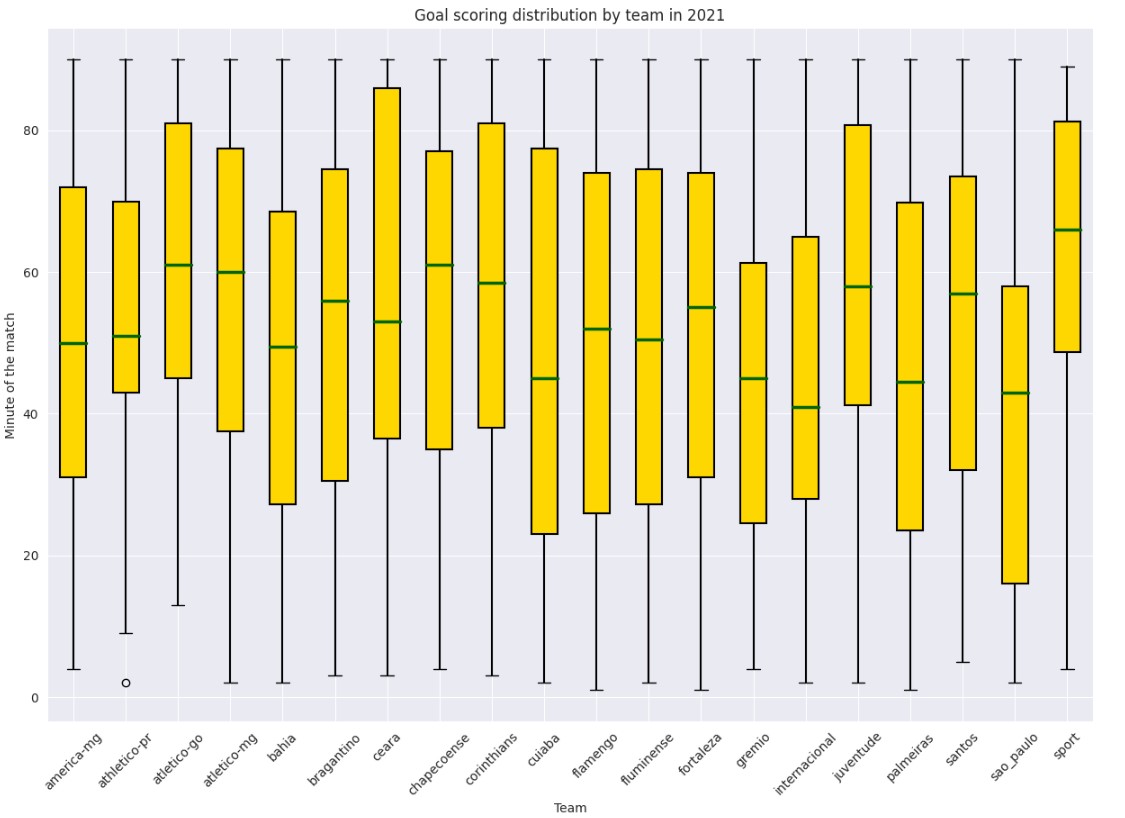 Goal scoring distribution by team in 2021
Minute of the match
80
60
40
20
0
america-mg
athletico-pr
atletico-go
atletico-mg
bahia
bragantino
ceara
chapecoense
corinthians
cuiaba
flamengo
fluminense
fortaleza
gremio
internacional
juventude
palmeiras
santos
sao_paulo
sport
Team